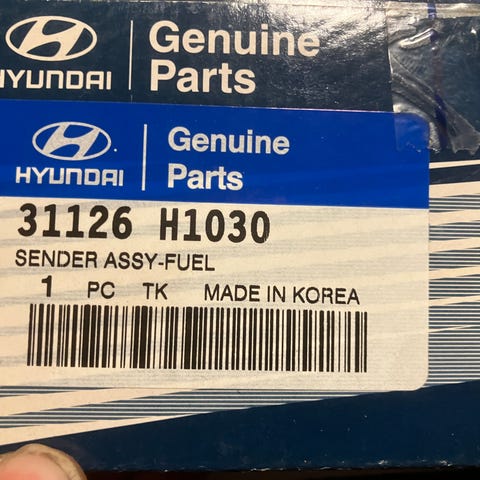 HYUNDAI
Genuine
Parts
HYUNDAI
Genuine
Parts
31126 H1030
SENDER ASSY-FUEL
1 PC TK MADE IN KOREA